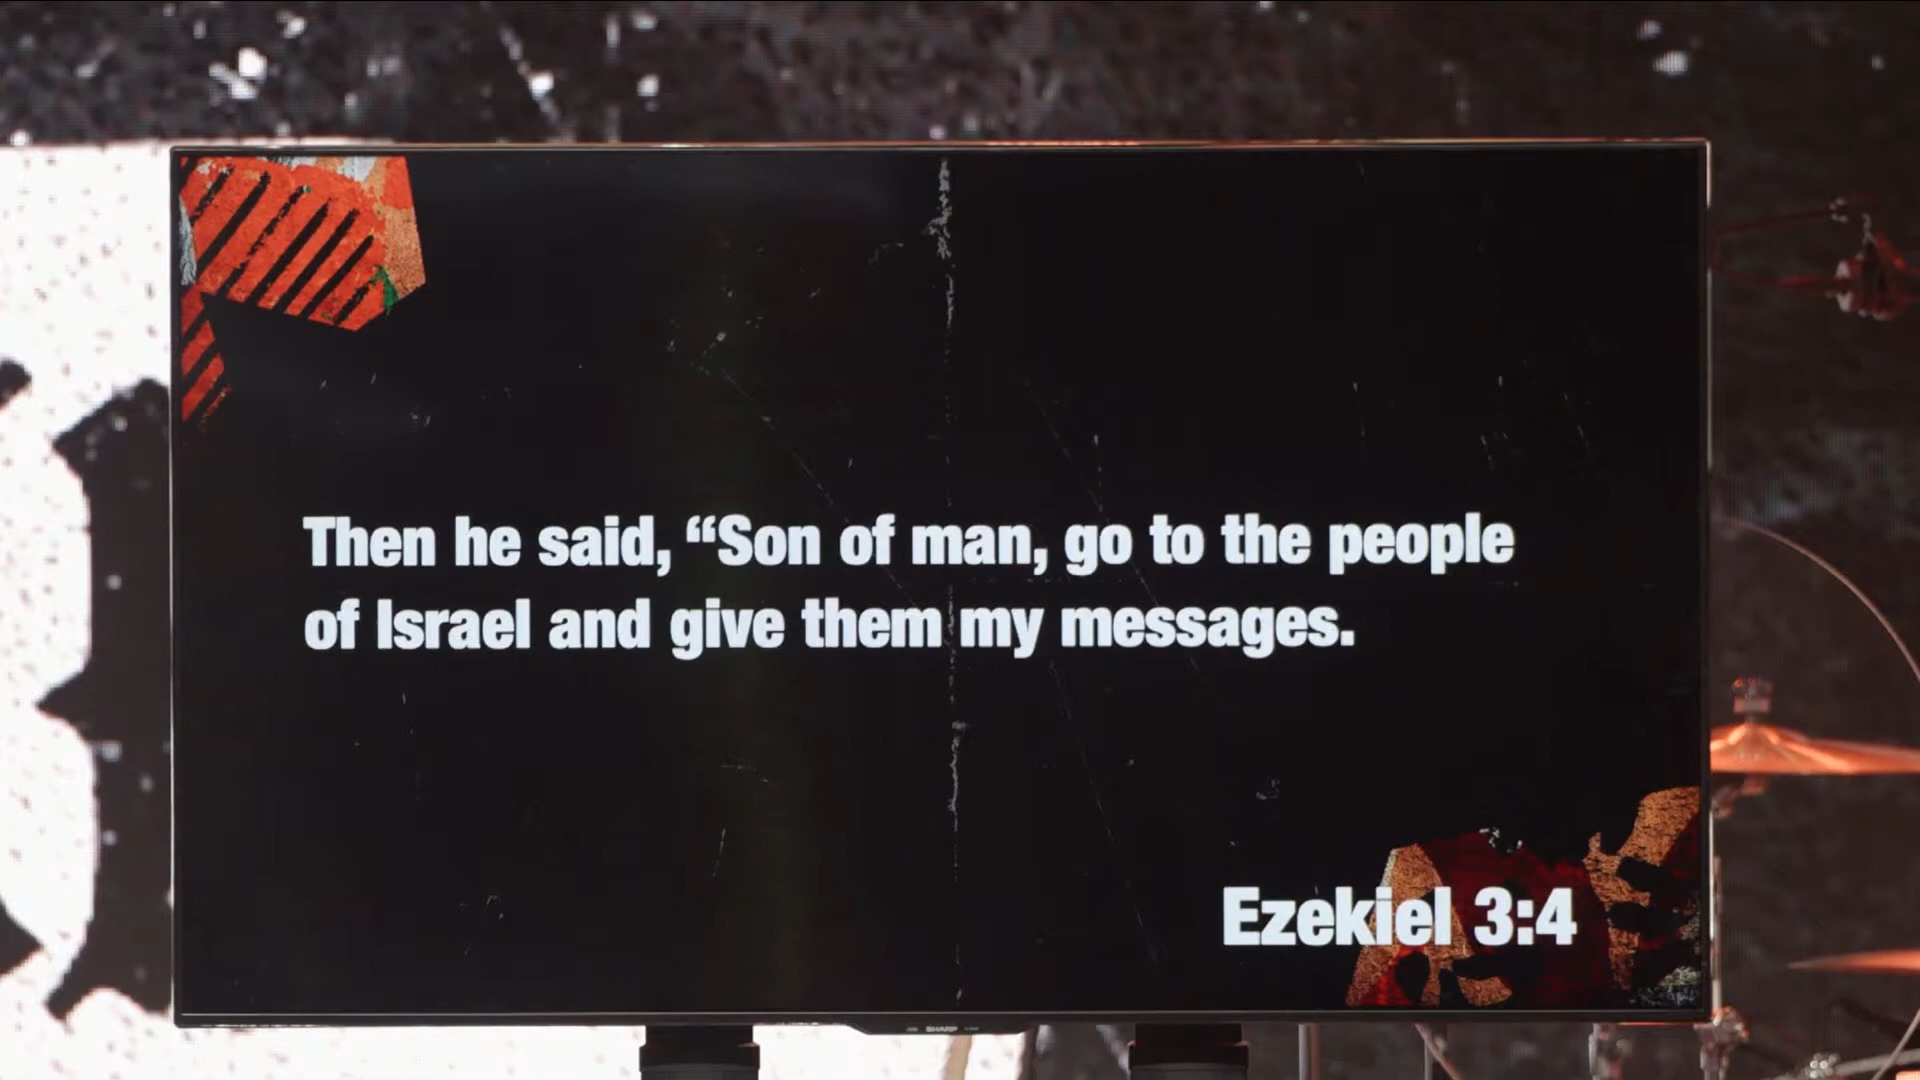 Then he said, “Son of man, go to the people
of Israel and give them my messages.
Ezekiel 3:4
SHARP